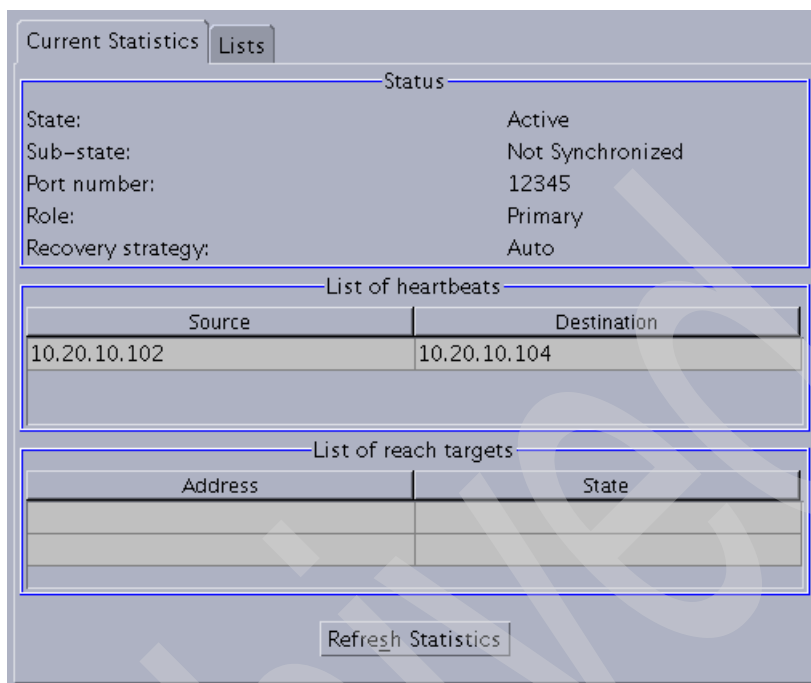 Current Statistics Lists
Status
State: Active
Sub-state: Not Synchronized
Port number: 12345
Role: Primary
Recovery strategy: Auto
List of heartbeats
Source Destination
10.20.10.102 10.20.10.104
List of reach targets
Address State
Refresh Statistics